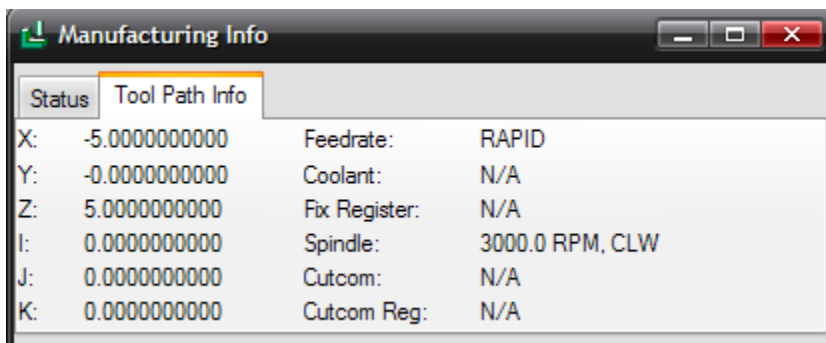 Manufacturing Info
Status Tool Path Info
X: -5.0000000000 Feedrate: RAPID
Y: -0.0000000000 Coolant: N/A
Z: 5.0000000000 Fix Register: N/A
I: 0.0000000000 Spindle: 3000.0 RPM, CLW
J: 0.0000000000 Cutcom: N/A
K: 0.0000000000 Cutcom Reg: N/A